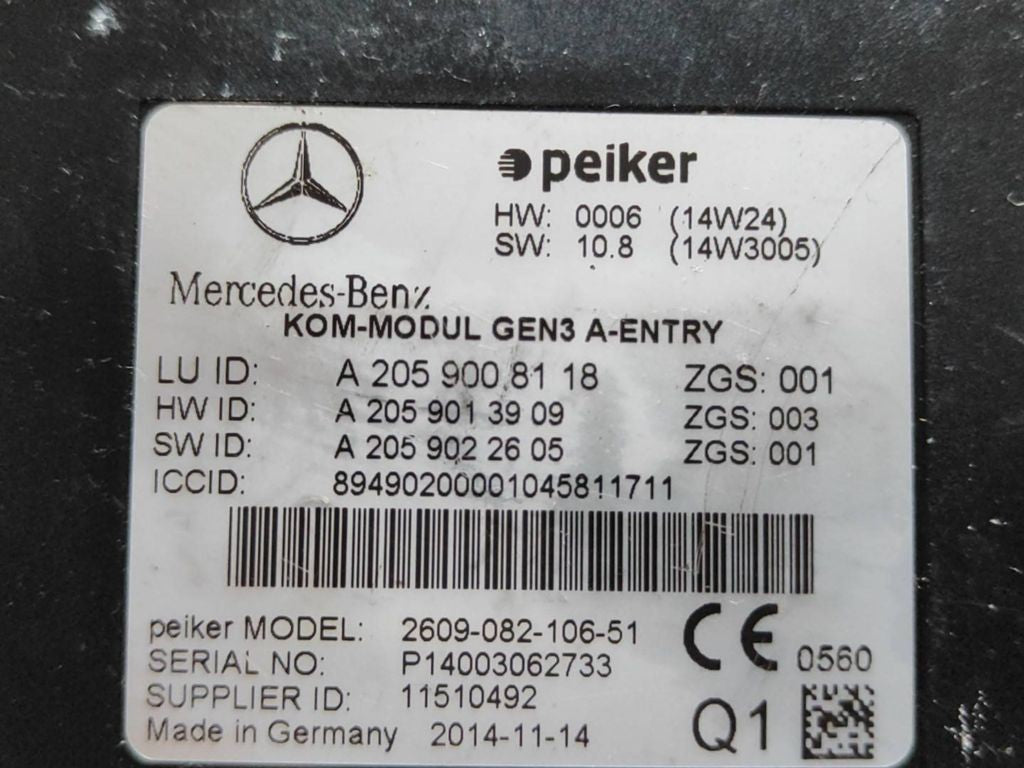 peiker
HW: 0006 (14W24)
SW: 10.8 (14W3005)
Mercedes-Benz
KOM-MODUL GEN3 A-ENTRY
LU ID: A 205 900 81 18 ZGS: 001
HW ID: A 205 901 39 09 ZGS: 003
SW ID: A 205 902 26 05 ZGS: 001
ICCID: 89490200001045811711
peiker MODEL: 2609-082-106-51
SERIAL NO: P14003062733
SUPPLIER ID: 11510492
Made in Germany 2014-11-14
CE 0560
Q1